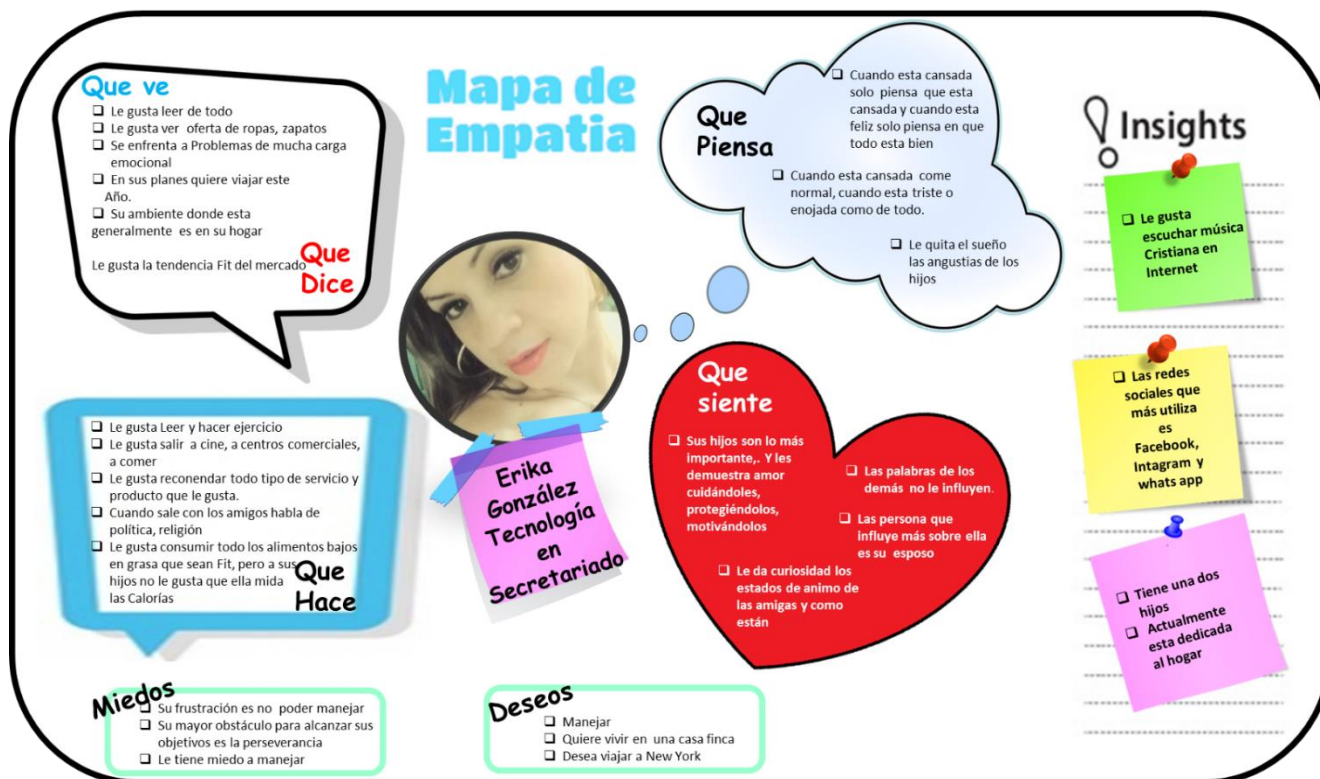 Mapa de
Empatia
Que ve
❑ Le gusta leer de todo
❑ Le gusta ver oferta de ropas, zapatos
❑ Se enfrenta a Problemas de mucha carga
emocional
❑ En sus planes quiere viajar este
Año.
❑ Su ambiente donde esta
generalmente es en su hogar
Le gusta la tendencia Fit del mercado
Que
Dice
Que
Piensa
❑ Cuando esta cansada
solo piensa que esta
cansada y cuando esta
feliz solo piensa en que
todo esta bien
❑ Cuando esta cansada come
normal, cuando esta triste o
enojada como de todo.
❑ Le quita el sueño
las angustias de los
hijos
Insights
❑ Le gusta
escuchar música
Cristiana en
Internet
❑ Las redes
sociales que
más utiliza
es
Facebook,
Intagram y
whats app
❑ Tiene una dos
hijos
❑ Actualmente
esta dedicada
al hogar
❑ Le gusta Leer y hacer ejercicio
❑ Le gusta salir a cine, a centros comerciales,
a comer
❑ Le gusta reconendar todo tipo de servicio y
producto que le gusta.
❑ Cuando sale con los amigos habla de
política, religión
❑ Le gusta consumir todo los alimentos bajos
en grasa que sean Fit, pero a sus
hijos no le gusta que ella mida
las Calorías
Que
Hace
Erika
González
Tecnología
en
Secretariado
Que
siente
❑ Sus hijos son lo más
importante,. Y les
demuestra amor
cuidándoles,
protegiéndolos,
motivándolos
❑ Las palabras de los
demás no le influyen.
❑ Las persona que
influye más sobre ella
es su esposo
❑ Le da curiosidad los
estados de animo de
las amigas y como
están
Miedos
❑ Su frustración es no poder manejar
❑ Su mayor obstáculo para alcanzar sus
objetivos es la perseverancia
❑ Le tiene miedo a manejar
Deseos
❑ Manejar
❑ Quiere vivir en una casa finca
❑ Desea viajar a New York